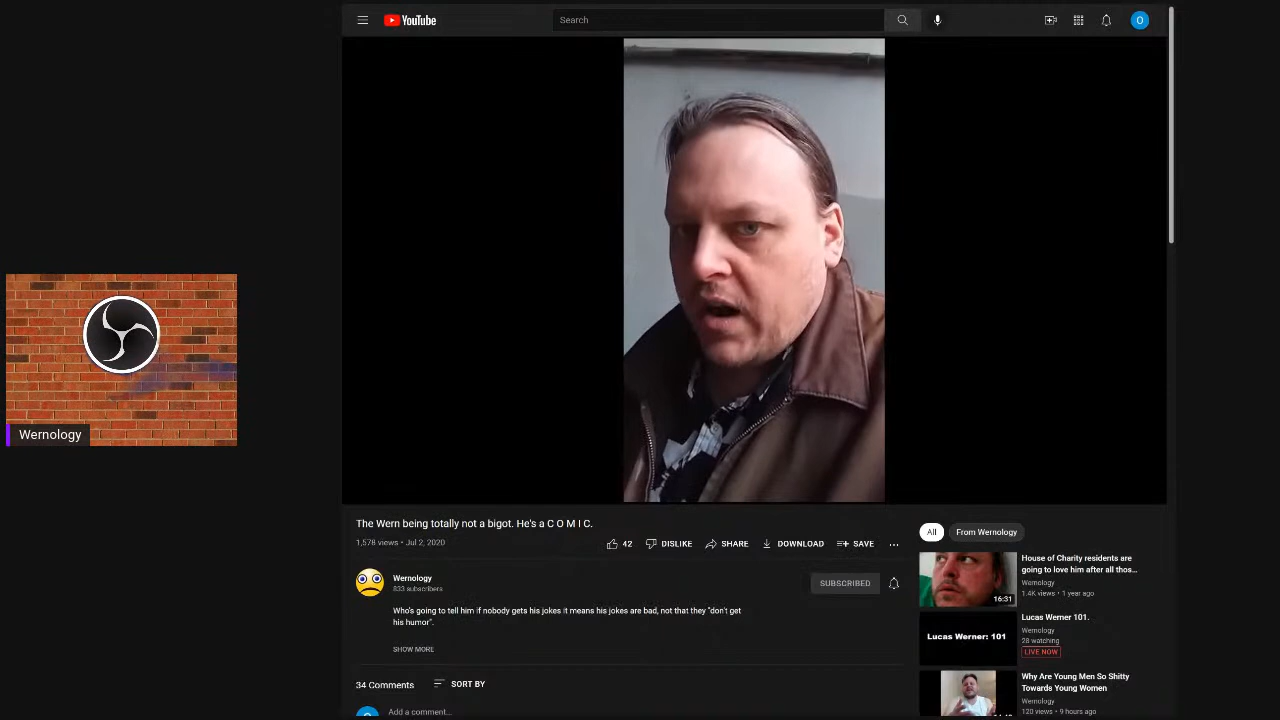 YouTube
Search
O
Wernology
The Wern being totally not a bigot. He's a C O M I C.
1,578 views • Jul 2, 2020
42
DISLIKE
SHARE
DOWNLOAD
SAVE
...
Wernology
833 subscribers
SUBSCRIBED
Who's going to tell him if nobody gets his jokes it means his jokes are bad, not that they "don't get
his humor".
SHOW MORE
34 Comments
SORT BY
Add a comment...
All
From Wernology
House of Charity residents are
going to love him after all thos...
Wernology
1.4K views • 1 year ago
16:31
Lucas Werner: 101
Lucas Werner 101.
Wernology
28 watching
LIVE NOW
Why Are Young Men So Shitty
Towards Young Women
Wernology
120 views • 9 hours ago